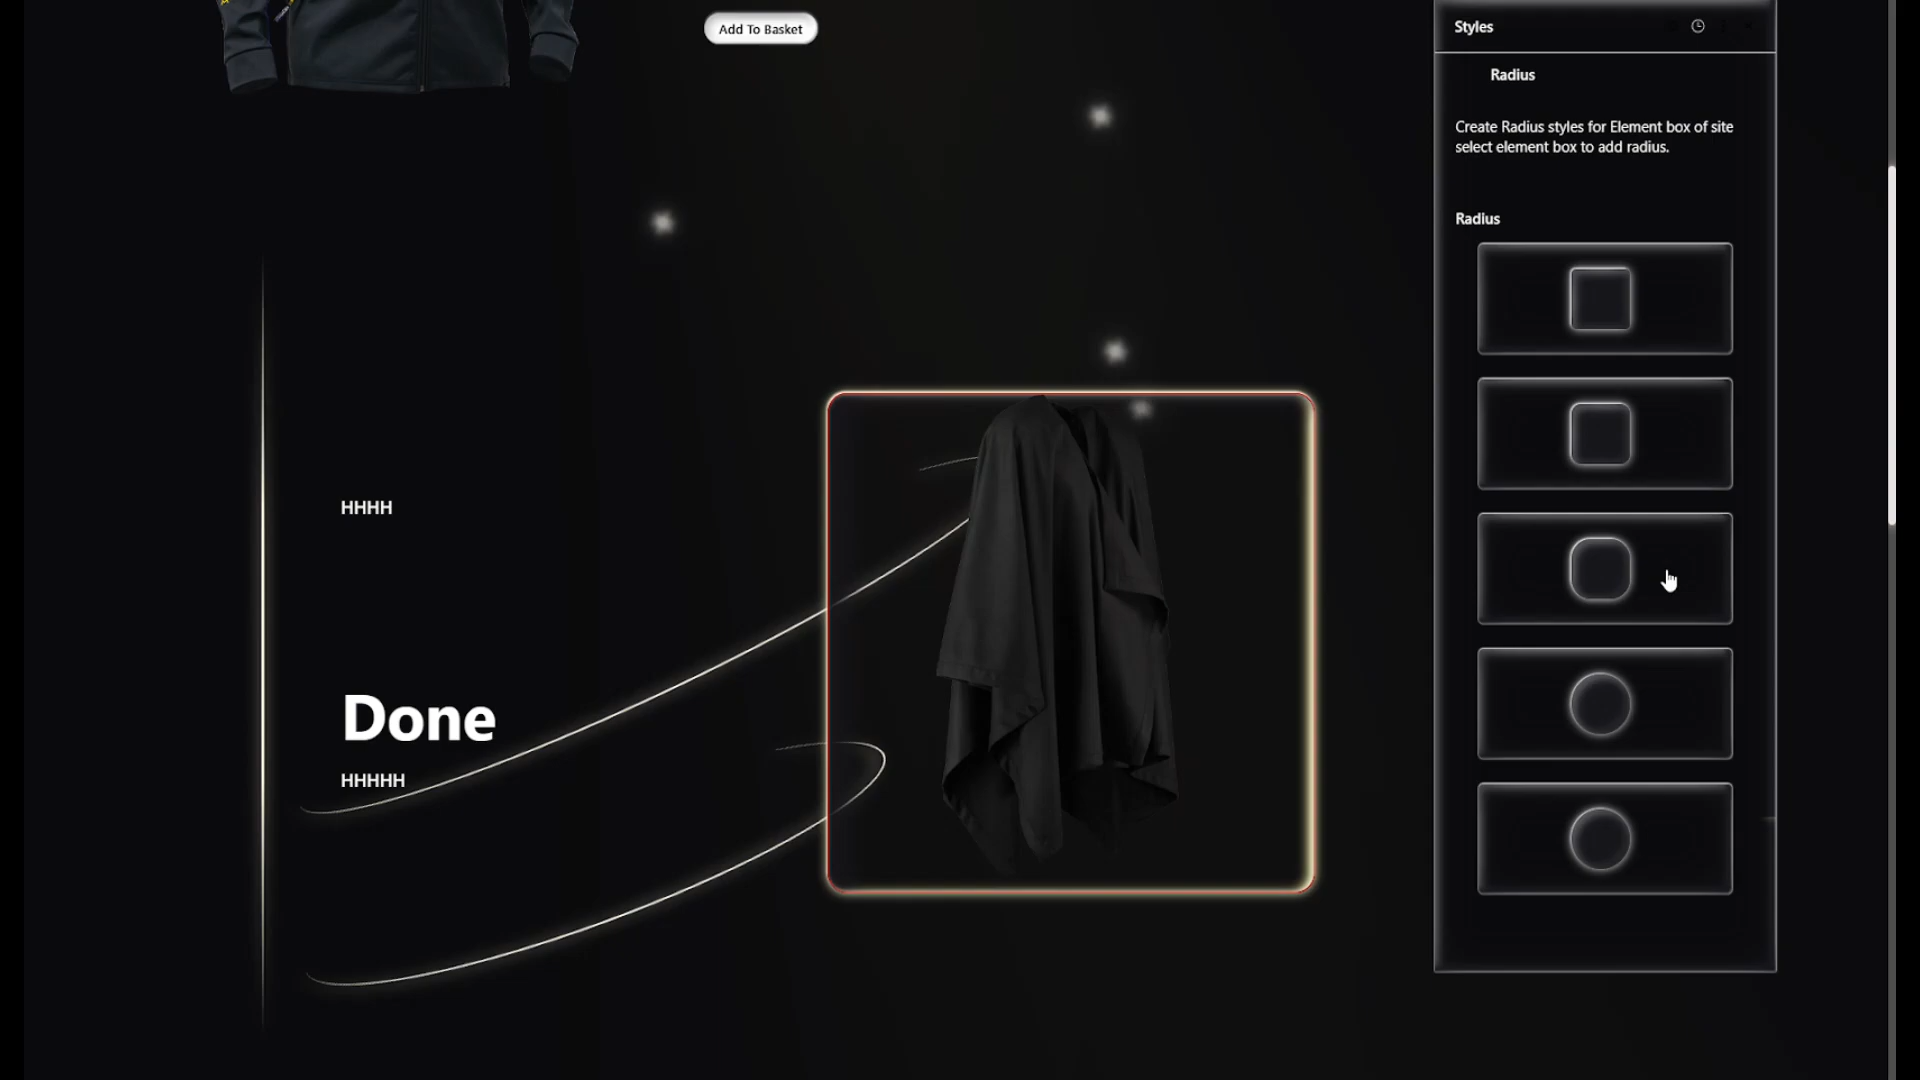 Add To Basket
HHHH
Done
HHHHH
Styles
Radius
Create Radius styles for Element box of site
select element box to add radius.
Radius